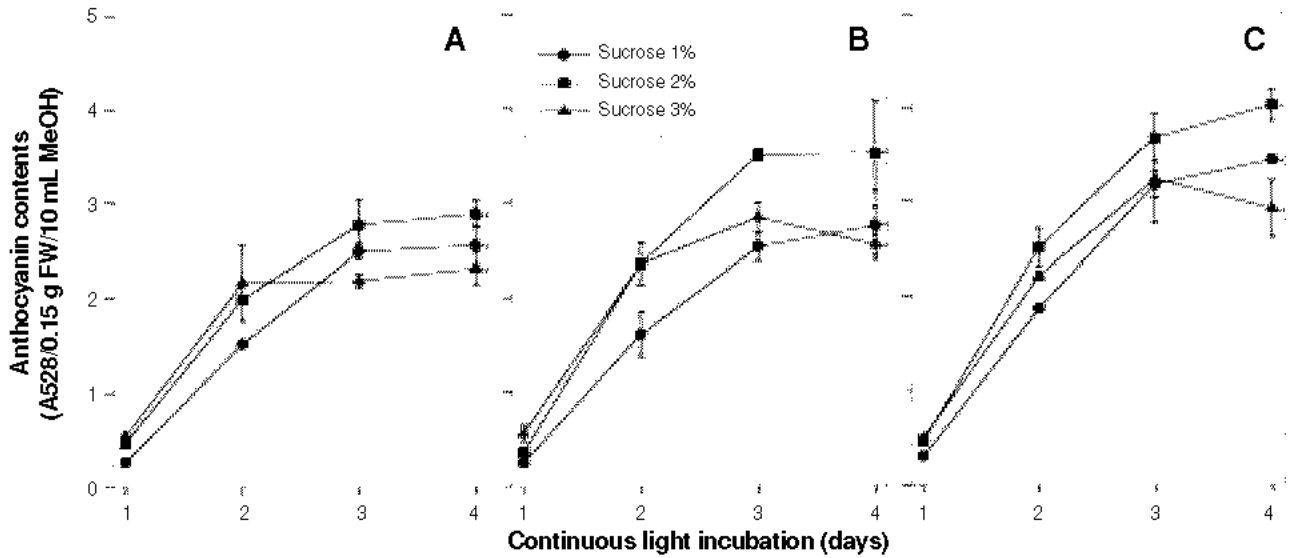 Anthocyanin contents
(A528/0.15 g FW/10 mL MeOH)
5
4
3
2
1
0
A
B
C
Sucrose 1%
Sucrose 2%
Sucrose 3%
1 2 3 4
1 2 3 4
1 2 3 4
Continuous light incubation (days)